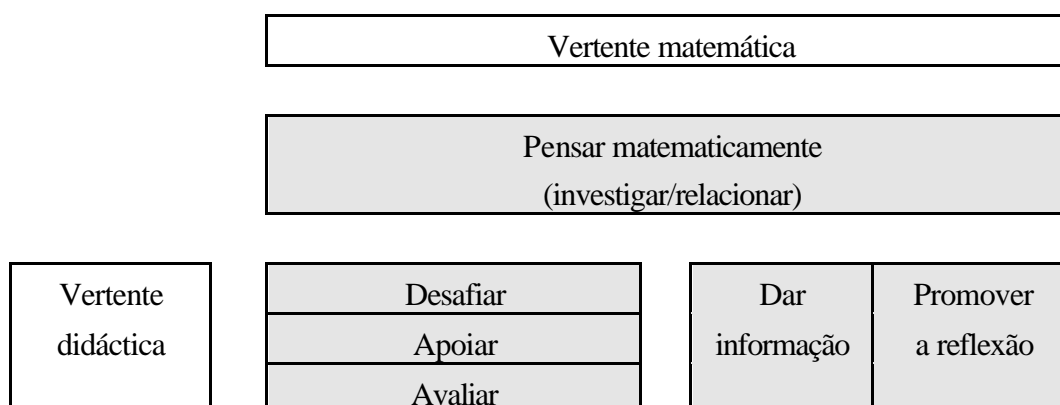 Vertente matemática
Pensar matematicamente
(investigar/relacionar)
Vertente
didáctica
Desafiar
Apoiar
Avaliar
Dar
informação
Promover
a reflexão